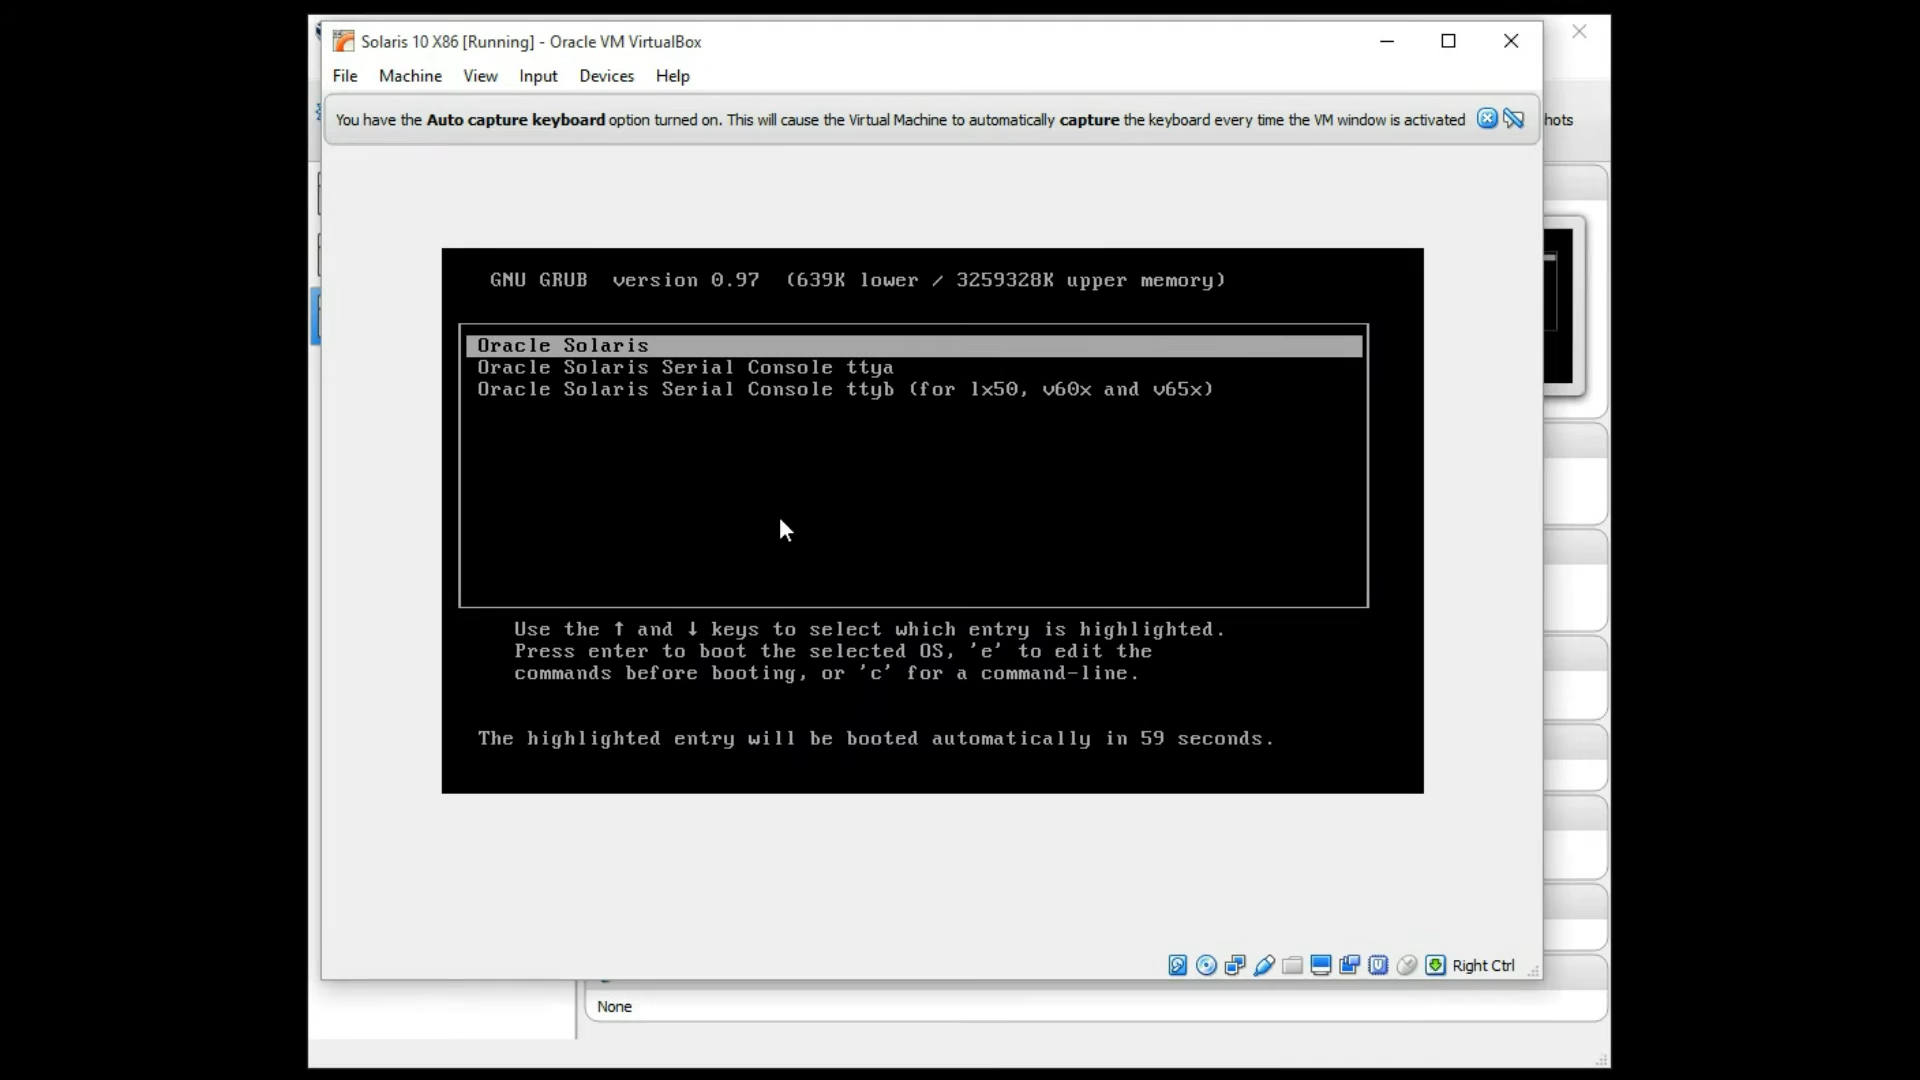 Solaris 10 X86 [Running] - Oracle VM VirtualBox
File Machine View Input Devices Help
You have the Auto capture keyboard option turned on. This will cause the Virtual Machine to automatically capture the keyboard every time the VM window is activated
hots
GNU GRUB version 0.97 (639K lower / 3259328K upper memory)
Oracle Solaris
Oracle Solaris Serial Console ttya
Oracle Solaris Serial Console ttyb (for lx50, v60x and v65x)
Use the ↑ and ↓ keys to select which entry is highlighted.
Press enter to boot the selected OS, 'e' to edit the
commands before booting, or 'c' for a command-line.
The highlighted entry will be booted automatically in 59 seconds.
Right Ctrl
None